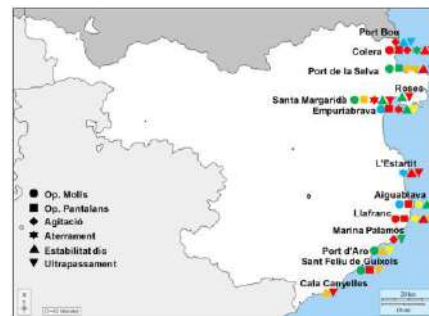 Port Bou
Colera
Port de la Selva
Roses
Santa Margarida
Empuriabrava
L'Estartit
Aiguablava
Llafranc
Marina Palamós
Port d'Aro
Sant Feliu de Guíxols
Cala Canyelles
Op. Molls
Op. Pantalans
Agitació
Aterrament
Estabilitat dis
Ultrapassament